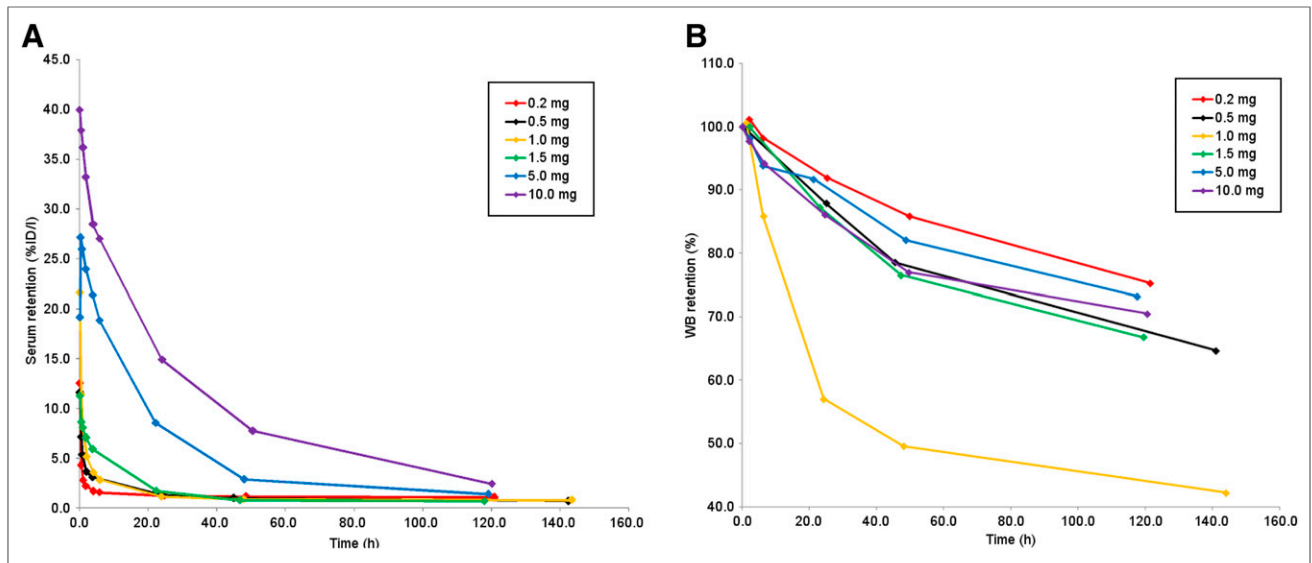 A
45.0
40.0
35.0
30.0
25.0
20.0
15.0
10.0
5.0
0.0
Serum retention (%ID/l)
0.0 20.0 40.0 60.0 80.0 100.0 120.0 140.0 160.0
Time (h)
0.2 mg
0.5 mg
1.0 mg
1.5 mg
5.0 mg
10.0 mg
B
110.0
100.0
90.0
80.0
70.0
60.0
50.0
40.0
WB retention (%)
0.0 20.0 40.0 60.0 80.0 100.0 120.0 140.0 160.0
Time (h)
0.2 mg
0.5 mg
1.0 mg
1.5 mg
5.0 mg
10.0 mg